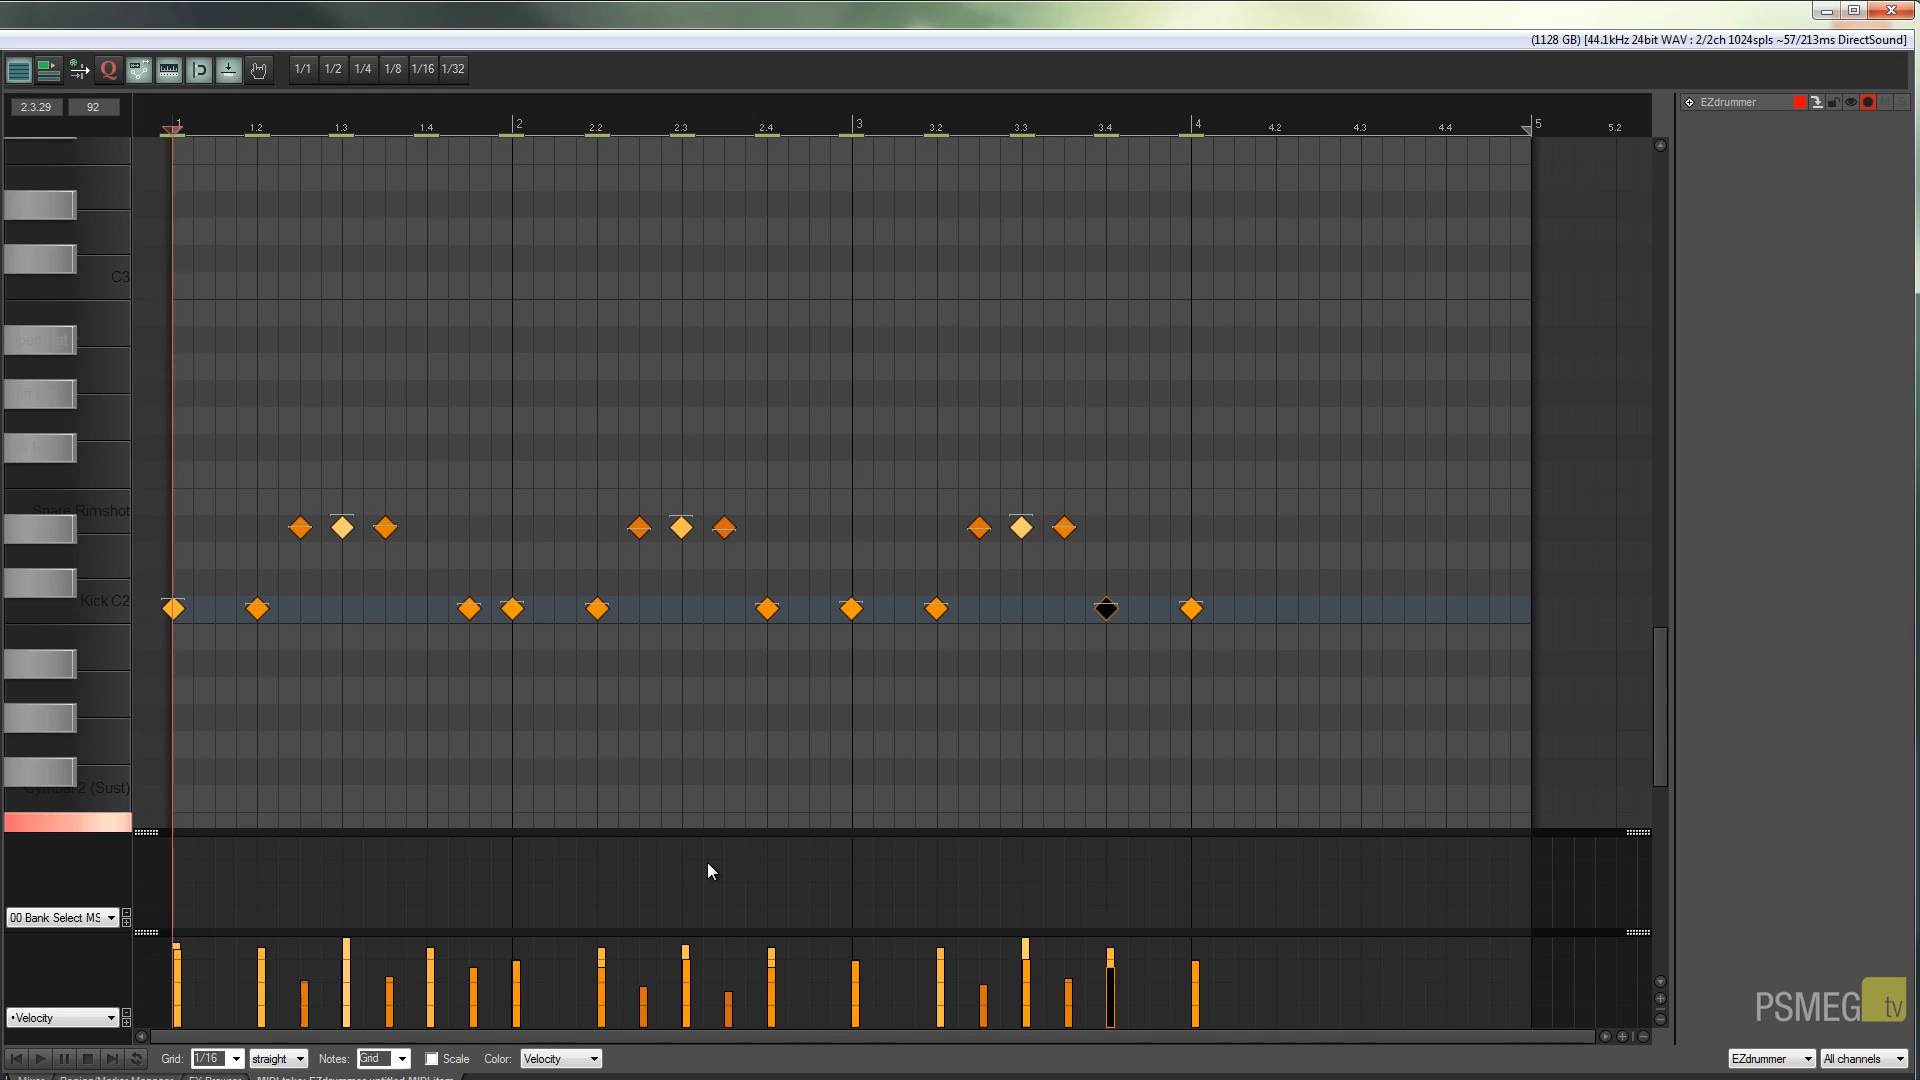 (1128 GB) [44.1kHz 24bit WAV : 2/2ch 1024spls ~57/213ms DirectSound]
Q 1/1 1/2 1/4 1/8 1/16 1/32
2.3.29 92
1 1.2 1.3 1.4 2 2.2 2.3 2.4 3 3.2 3.3 3.4 4 4.2 4.3 4.4 5 5.2
EZdrummer
C3
Snare Rimshot
Kick C2
2 (Sust)
00 Bank Select MS
•Velocity
PSMEG tv
Grid: 1/16 straight Notes: Grid Scale Color: Velocity EZdrummer All channels